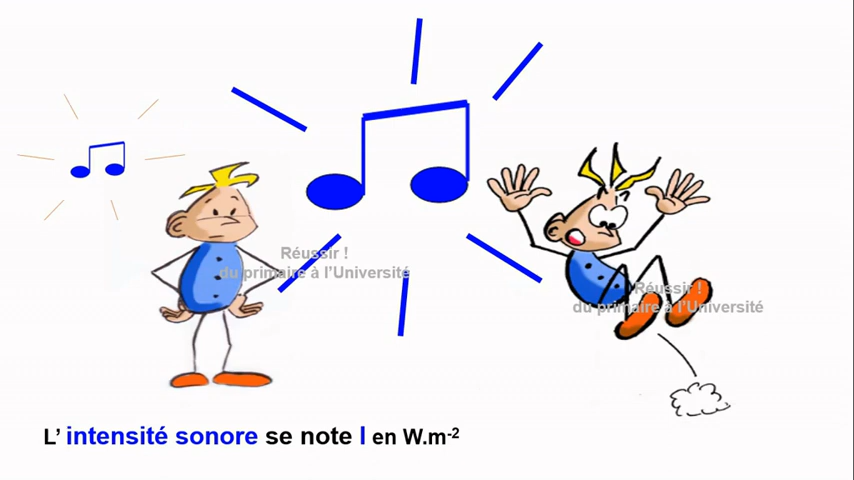 Réussir !
du primaire à l'Université
Réussir !
du primaire à l'Université
L’ intensité sonore se note I en W.m-2